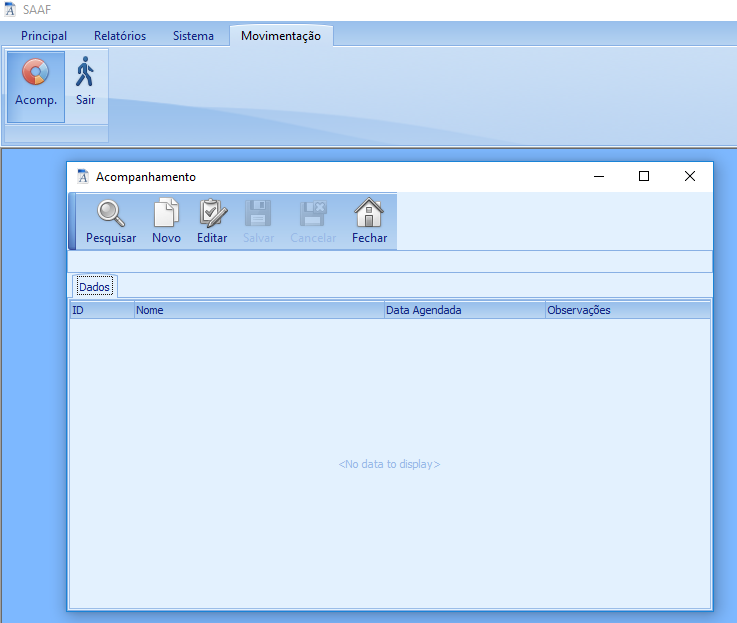 SAAF
Principal Relatórios Sistema Movimentação
Acomp. Sair
Acompanhamento
Pesquisar Novo Editar Salvar Cancelar Fechar
Dados
ID Nome Data Agendada Observações
<No data to display>